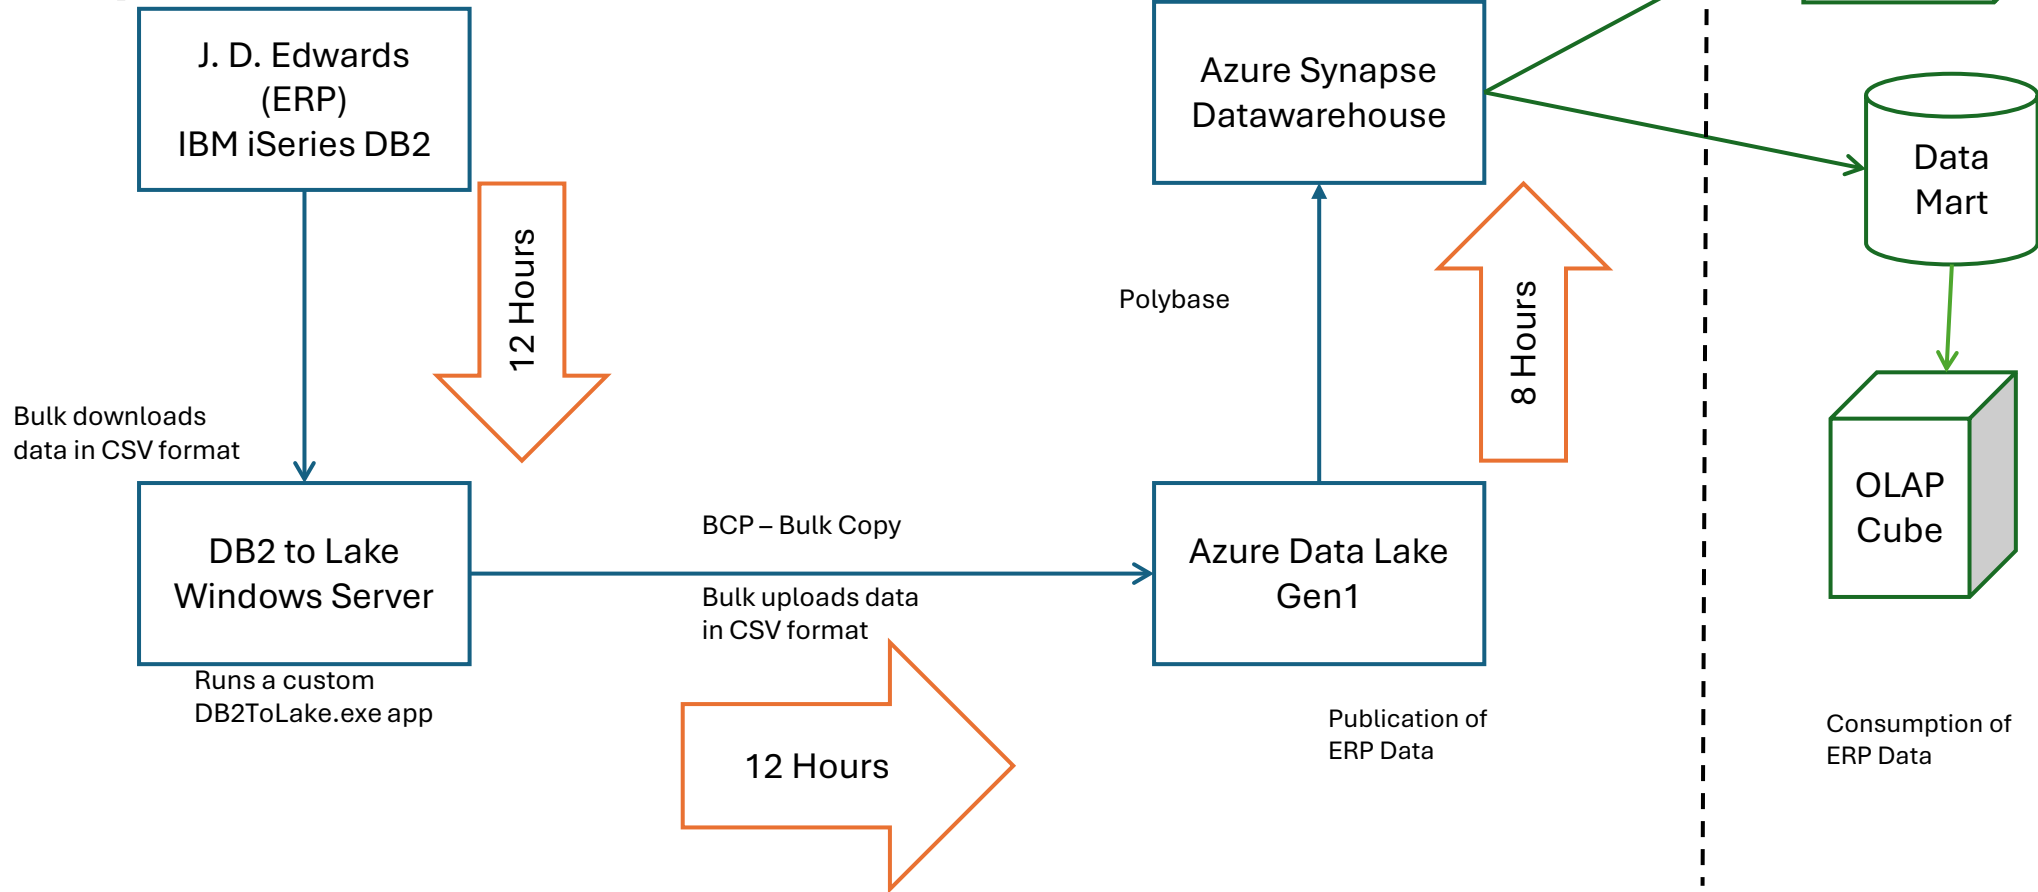 J. D. Edwards
(ERP)
IBM iSeries DB2
12 Hours
Bulk downloads
data in CSV format
DB2 to Lake
Windows Server
Runs a custom
DB2ToLake.exe app
BCP – Bulk Copy
Bulk uploads data
in CSV format
12 Hours
Azure Synapse
Datawarehouse
Polybase
8 Hours
Azure Data Lake
Gen1
Publication of
ERP Data
Data
Mart
OLAP
Cube
Consumption of
ERP Data